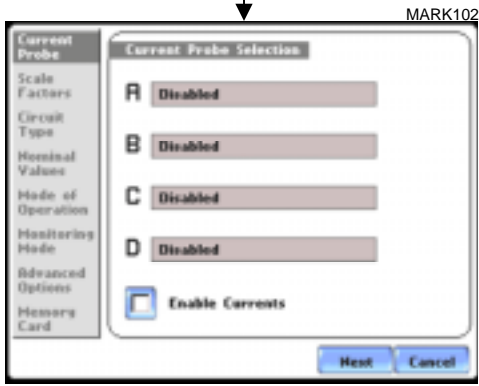 MARK102
Current
Probe
Scale
Factors
Circuit
Type
Nominal
Values
Mode of
Operation
Monitoring
Mode
Advanced
Options
Memory
Card
Current Probe Selection
A Disabled
B Disabled
C Disabled
D Disabled
Enable Currents
Next Cancel